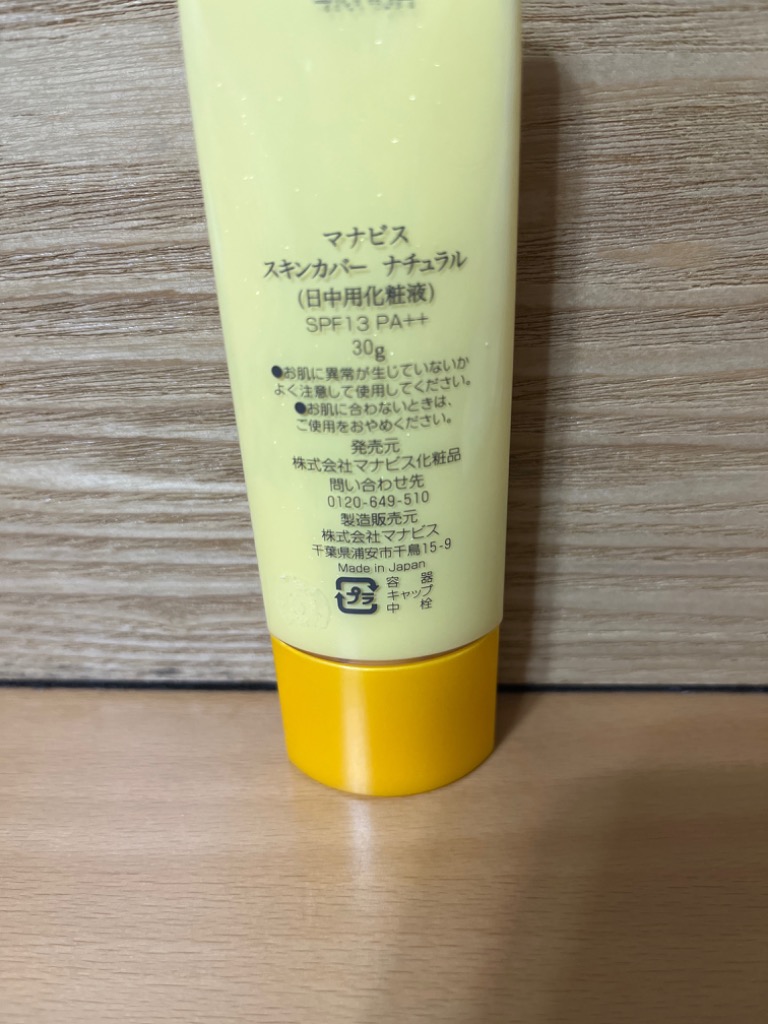 マナビス
スキンカバー ナチュラル
(日中用化粧液)
SPF13 PA++
30g
●お肌に異常が生じていないか
よく注意して使用してください。
●お肌に合わないときは、
ご使用をおやめください。
発売元
株式会社マナビス化粧品
問い合わせ先
0120-649-510
製造販売元
株式会社マナビス
千葉県浦安市千鳥15-9
Made in Japan
プラ
容器
キャップ
中栓